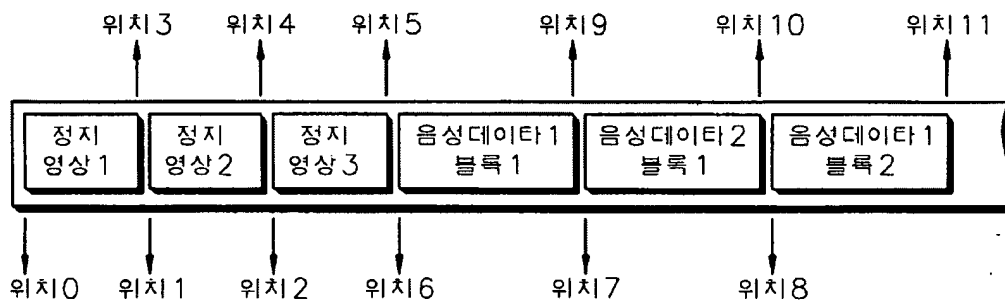 위치3 위치4 위치5 위치9 위치10 위치11
정지 정지 정지 음성데이타1 음성데이타2 음성데이타1
영상1 영상2 영상3 블록1 블록1 블록2
위치0 위치1 위치2 위치6 위치7 위치8